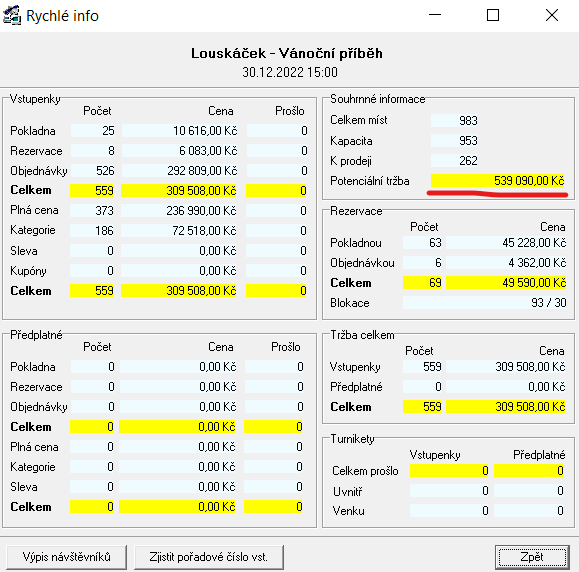 Rychlé info
Louskáček - Vánoční příběh
30.12.2022 15:00
Vstupenky
Počet Cena Prošlo
Pokladna 25 10 616,00 Kč 0
Rezervace 8 6 083,00 Kč 0
Objednávky 526 292 809,00 Kč 0
Celkem 559 309 508,00 Kč 0
Plná cena 373 236 990,00 Kč 0
Kategorie 186 72 518,00 Kč 0
Sleva 0 0,00 Kč 0
Kupóny 0 0,00 Kč 0
Celkem 559 309 508,00 Kč 0
Souhrnné informace
Celkem míst 983
Kapacita 953
K prodeji 262
Potenciální tržba 539 090,00 Kč
Rezervace
Počet Cena
Pokladnou 63 45 228,00 Kč
Objednávkou 6 4 362,00 Kč
Celkem 69 49 590,00 Kč
Blokace 93 / 30
Předplatné
Počet Cena Prošlo
Pokladna 0 0,00 Kč 0
Rezervace 0 0,00 Kč 0
Objednávky 0 0,00 Kč 0
Celkem 0 0,00 Kč 0
Plná cena 0 0,00 Kč 0
Kategorie 0 0,00 Kč 0
Sleva 0 0,00 Kč 0
Celkem 0 0,00 Kč 0
Tržba celkem
Počet Cena
Vstupenky 559 309 508,00 Kč
Předplatné 0 0,00 Kč
Celkem 559 309 508,00 Kč
Turnikety
Vstupenky Předplatné
Celkem prošlo 0 0
Uvnitř 0 0
Venku 0 0
Výpis návštěvníků Zjistit pořadové číslo vst. Zpět